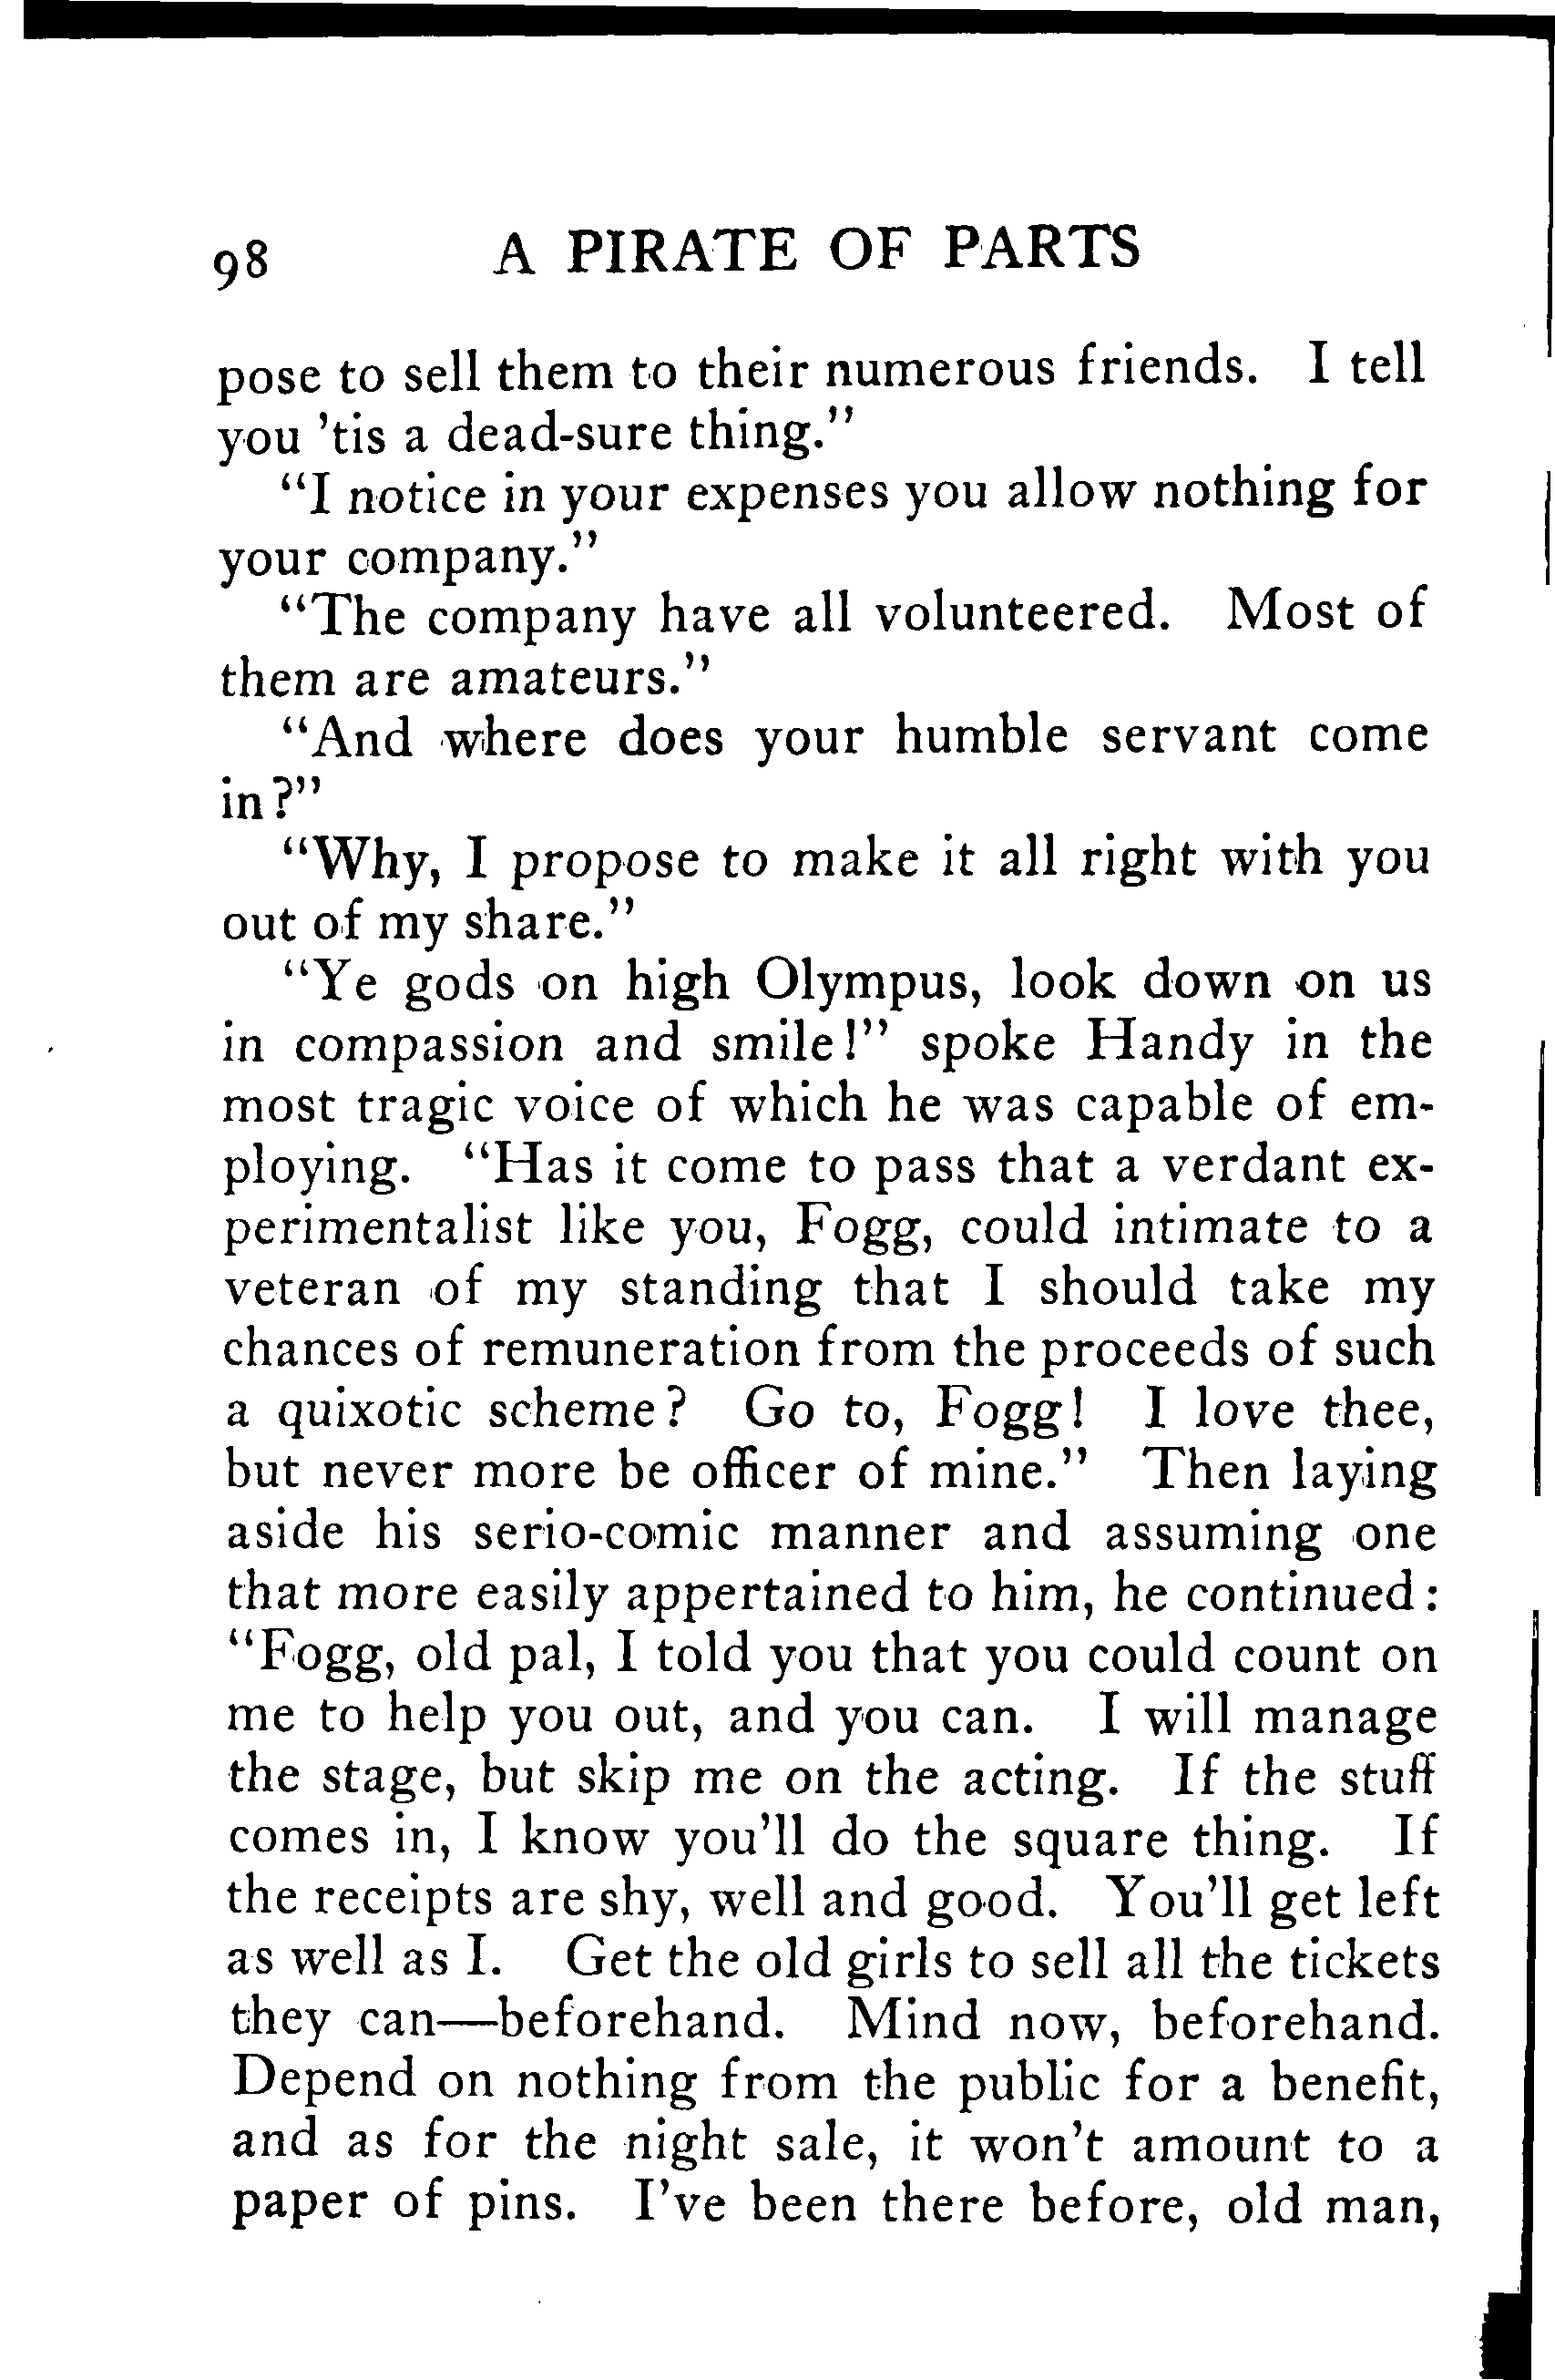 98 A PIRATE OF PARTS
pose to sell them to their numerous friends. I tell
you 'tis a dead-sure thing."
"I notice in your expenses you allow nothing for
your company."
"The company have all volunteered. Most of
them are amateurs."
"And where does your humble servant come
in?"
"Why, I propose to make it all right with you
out of my share."
"Ye gods on high Olympus, look down on us
in compassion and smile!" spoke Handy in the
most tragic voice of which he was capable of em-
ploying. "Has it come to pass that a verdant ex-
perimentalist like you, Fogg, could intimate to a
veteran of my standing that I should take my
chances of remuneration from the proceeds of such
a quixotic scheme? Go to, Fogg! I love thee,
but never more be officer of mine." Then laying
aside his serio-comic manner and assuming one
that more easily appertained to him, he continued:
"Fogg, old pal, I told you that you could count on
me to help you out, and you can. I will manage
the stage, but skip me on the acting. If the stuff
comes in, I know you'll do the square thing. If
the receipts are shy, well and good. You'll get left
as well as I. Get the old girls to sell all the tickets
they can—beforehand. Mind now, beforehand.
Depend on nothing from the public for a benefit,
and as for the night sale, it won't amount to a
paper of pins. I've been there before, old man,